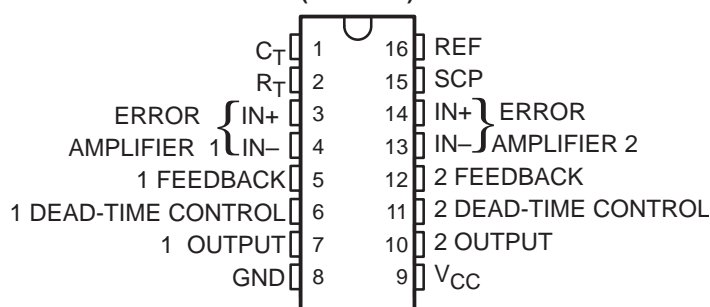 CT 1 16 REF
RT 2 15 SCP
ERROR { IN+ 3 14 IN+ } ERROR
AMPLIFIER 1 IN– 4 13 IN– AMPLIFIER 2
1 FEEDBACK 5 12 2 FEEDBACK
1 DEAD-TIME CONTROL 6 11 2 DEAD-TIME CONTROL
1 OUTPUT 7 10 2 OUTPUT
GND 8 9 VCC